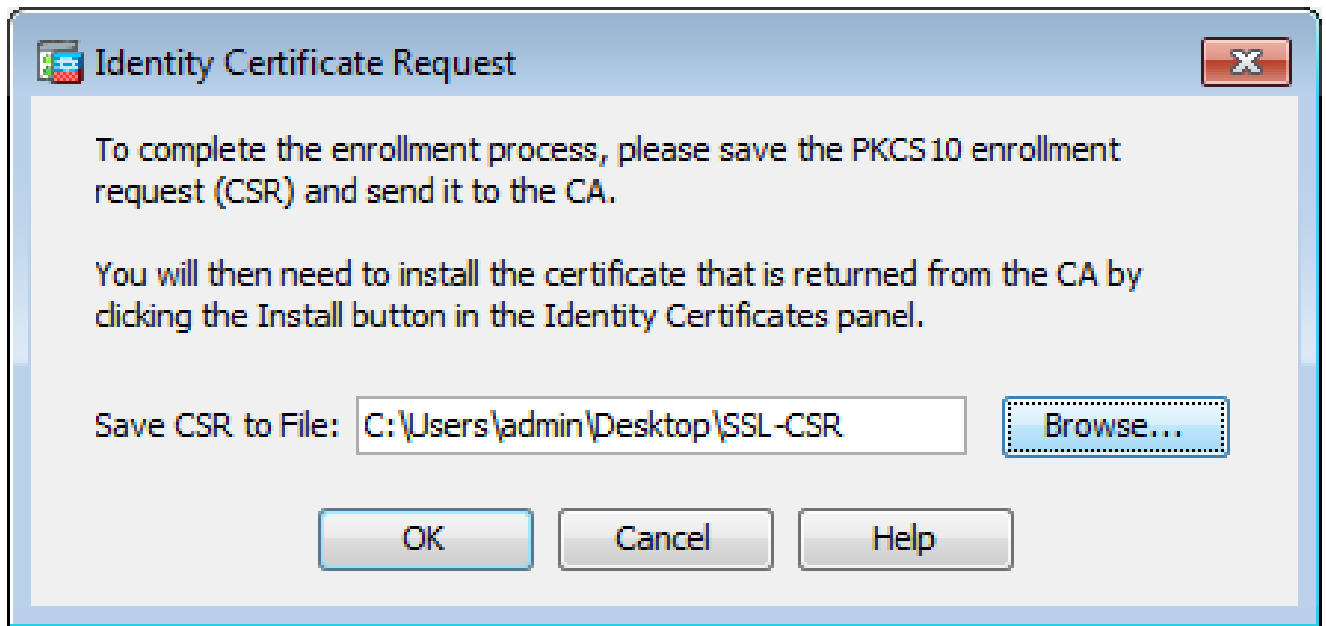 Identity Certificate Request
To complete the enrollment process, please save the PKCS10 enrollment
request (CSR) and send it to the CA.
You will then need to install the certificate that is returned from the CA by
clicking the Install button in the Identity Certificates panel.
Save CSR to File: C:\Users\admin\Desktop\SSL-CSR Browse...
OK Cancel Help